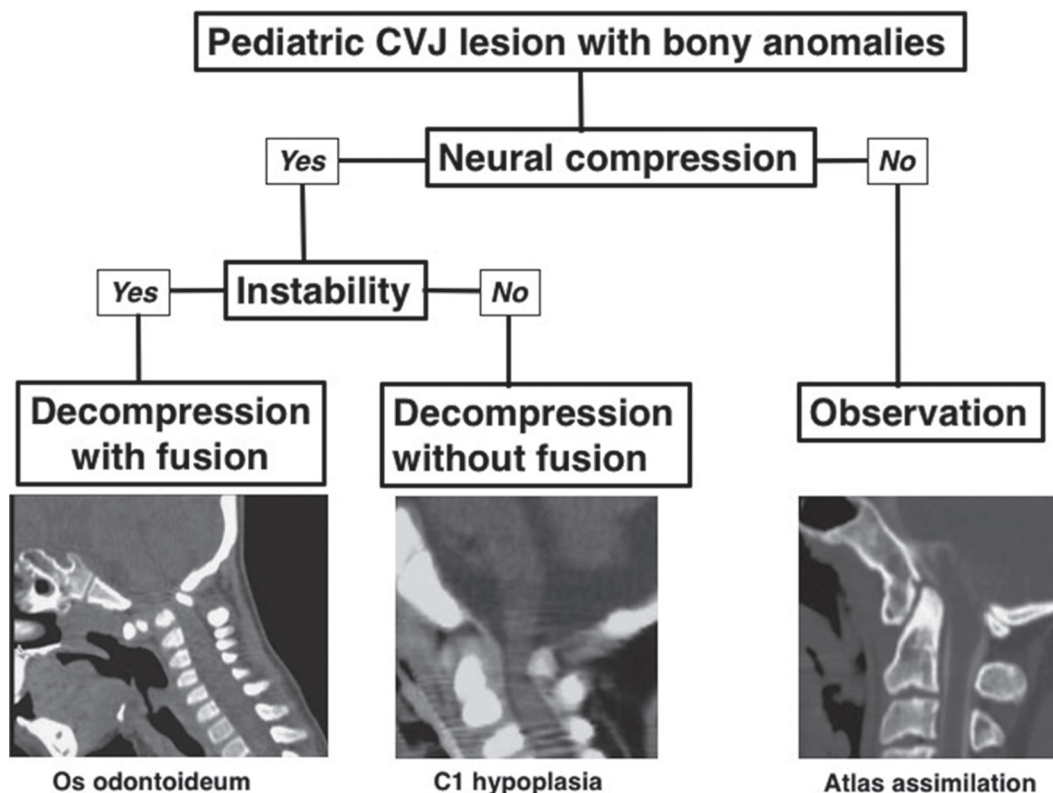 Pediatric CVJ lesion with bony anomalies
Yes
Neural compression
No
Yes
Instability
No
Decompression
with fusion
Decompression
without fusion
Observation
Os odontoideum
C1 hypoplasia
Atlas assimilation